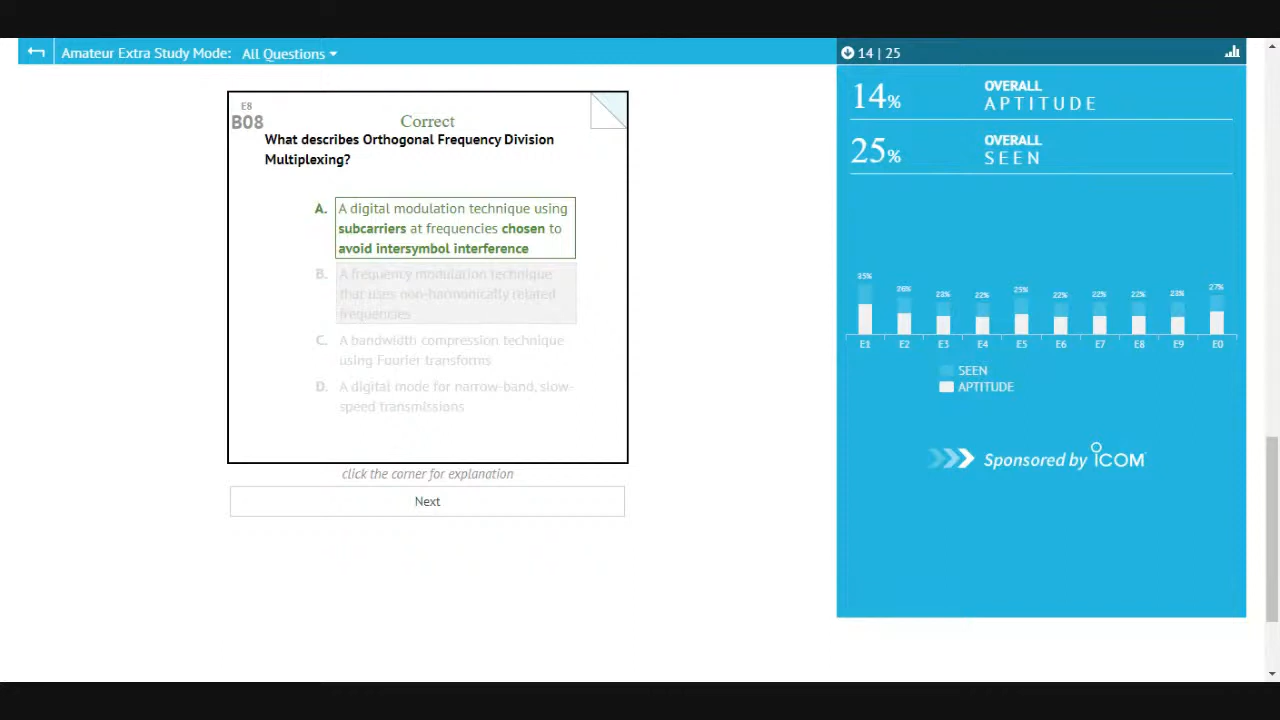 Amateur Extra Study Mode: All Questions
14 | 25
E8
B08
Correct
What describes Orthogonal Frequency Division
Multiplexing?
A. A digital modulation technique using
subcarriers at frequencies chosen to
avoid intersymbol interference
B. A frequency modulation technique
that uses non-harmonically related
frequencies
C. A bandwidth compression technique
using Fourier transforms
D. A digital mode for narrow-band, slow-
speed transmissions
click the corner for explanation
Next
14% OVERALL
APTITUDE
25% OVERALL
SEEN
26% 22% 22% 22% 22% 27%
E1 E2 E3 E4 E5 E6 E7 E8 E9 E0
SEEN
APTITUDE
Sponsored by ICOM